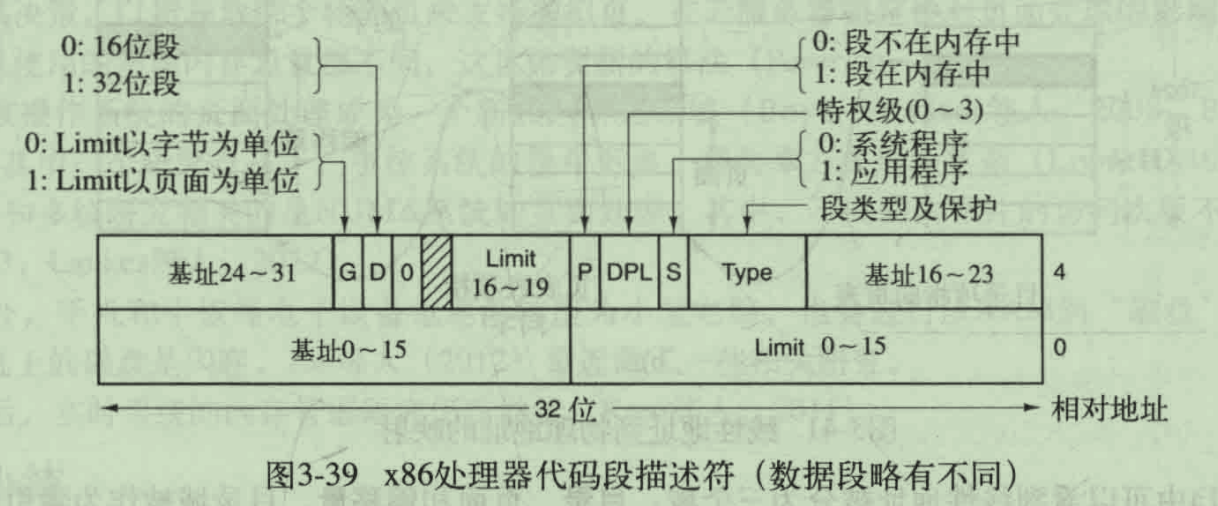 0: 16位段
1: 32位段
0: 段不在内存中
1: 段在内存中
特权级(0～3)
0: Limit以字节为单位
1: Limit以页面为单位
0: 系统程序
1: 应用程序
段类型及保护
基址24～31 G D 0 Limit 16～19 P DPL S Type 基址16～23 4
基址0～15 Limit 0～15 0
32 位
相对地址
图3-39 x86处理器代码段描述符（数据段略有不同）